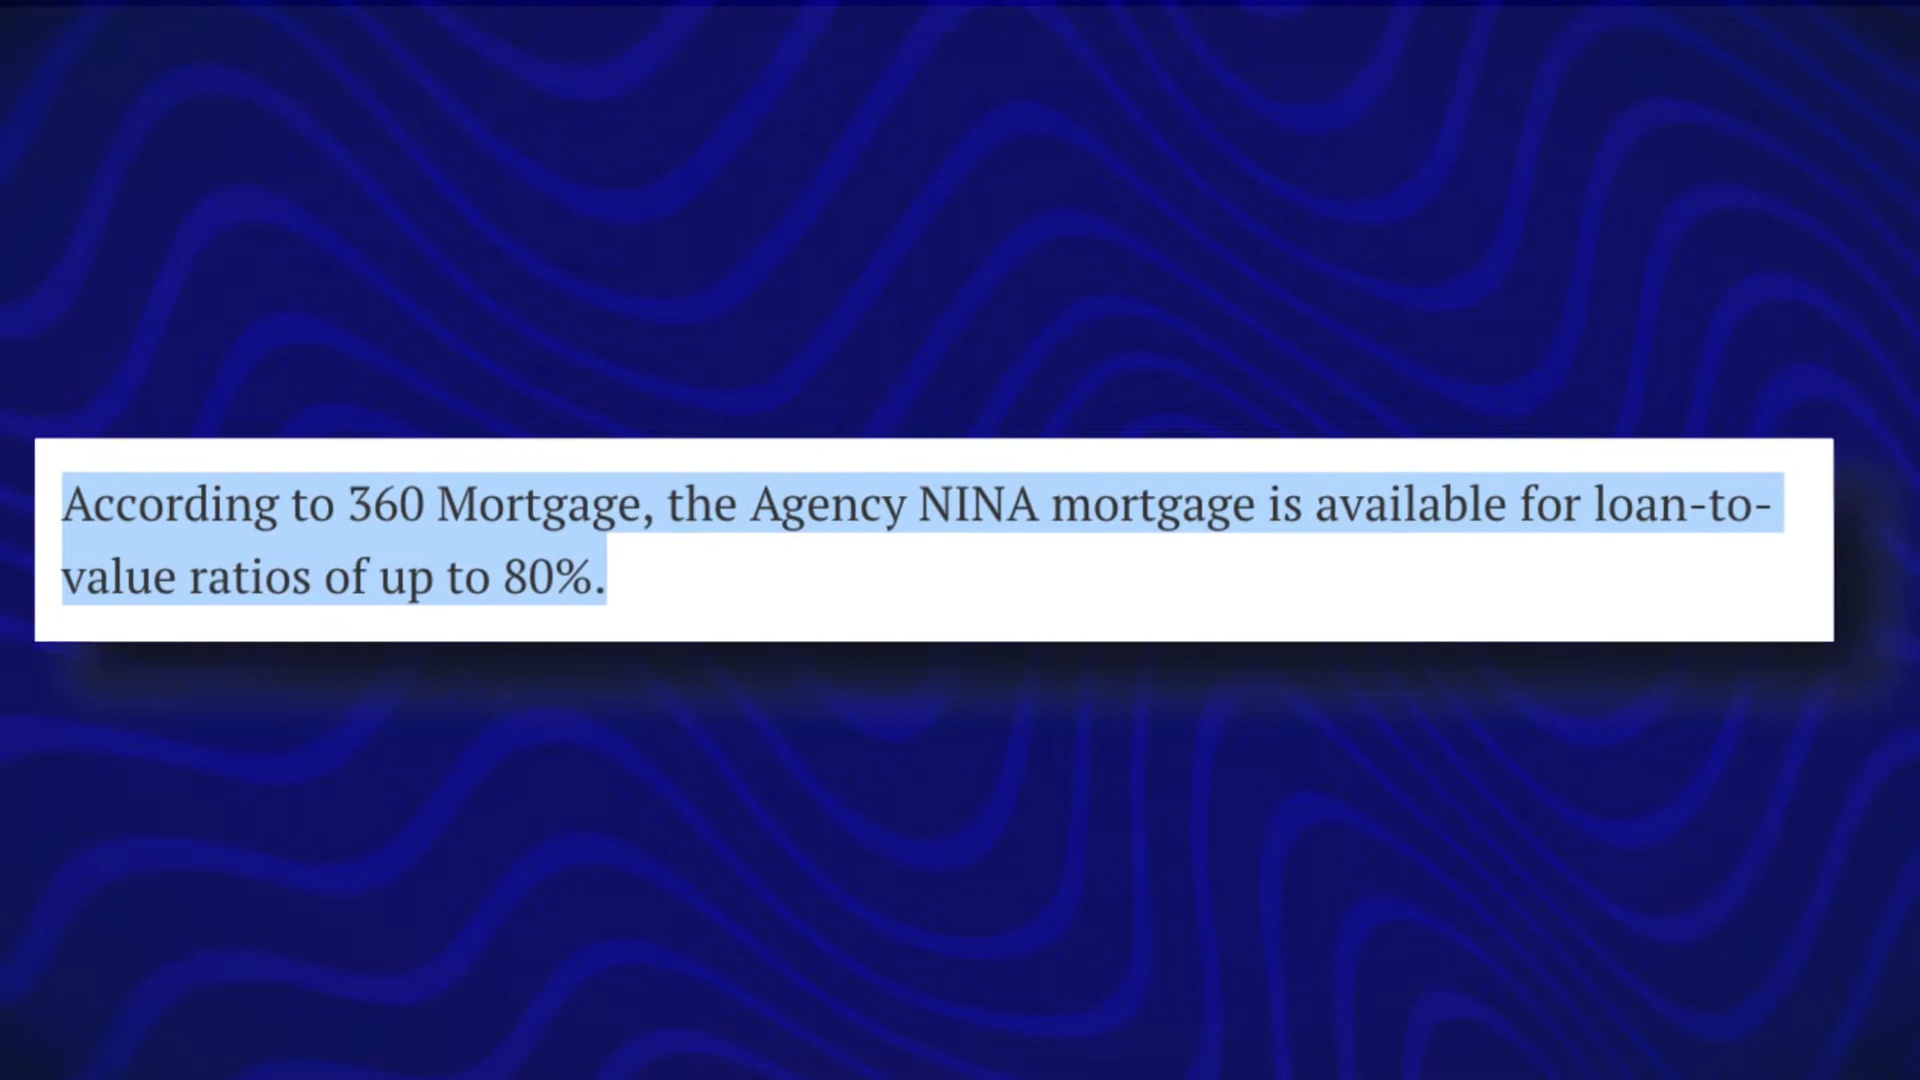 According to 360 Mortgage, the Agency NINA mortgage is available for loan-to-
value ratios of up to 80%.